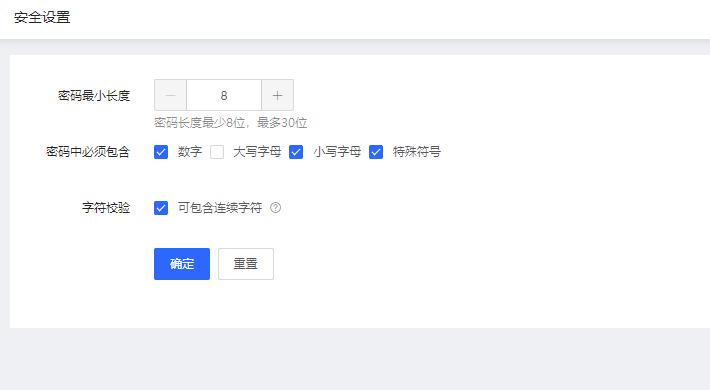 安全设置
密码最小长度 8
密码长度最少8位，最多30位
密码中必须包含 数字 大写字母 小写字母 特殊符号
字符校验 可包含连续字符
确定 重置